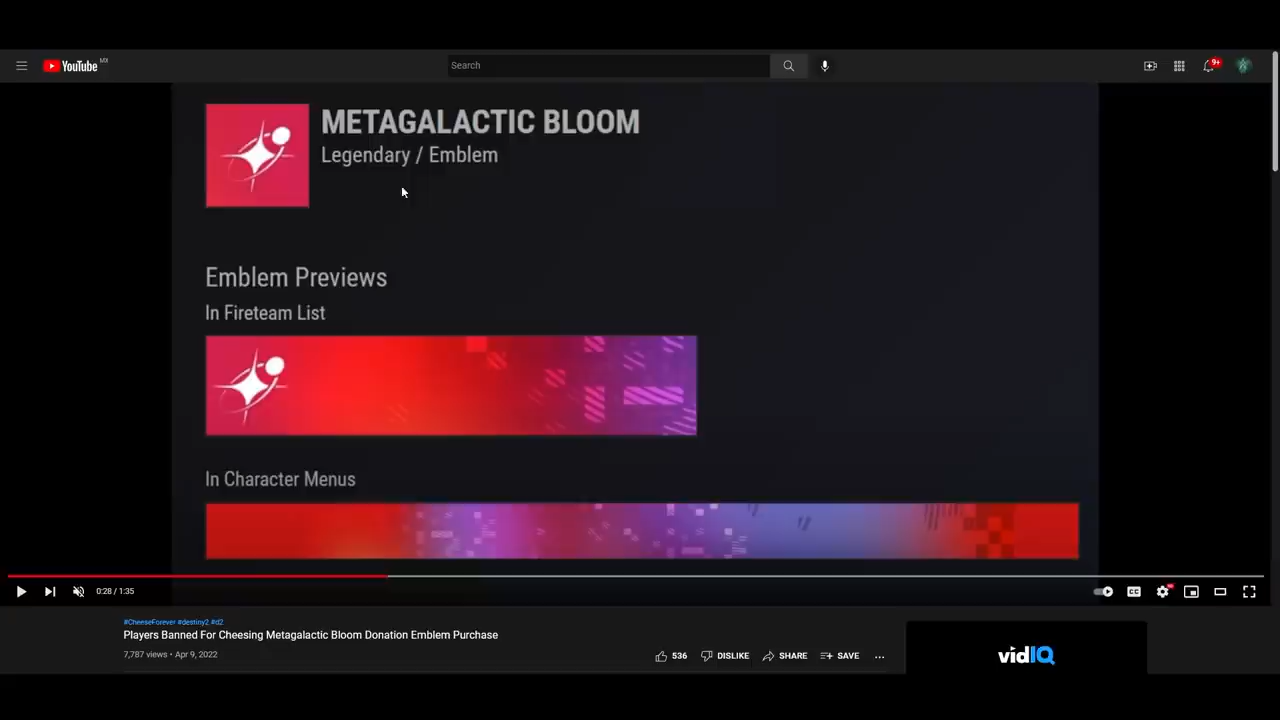 YouTube MX
Search
9+
METAGALACTIC BLOOM
Legendary / Emblem
Emblem Previews
In Fireteam List
In Character Menus
0:28 / 1:35
CC
#CheeseForever #destiny2 #d2
Players Banned For Cheesing Metagalactic Bloom Donation Emblem Purchase
7,787 views • Apr 9, 2022
536 DISLIKE SHARE SAVE ...
vidIQ